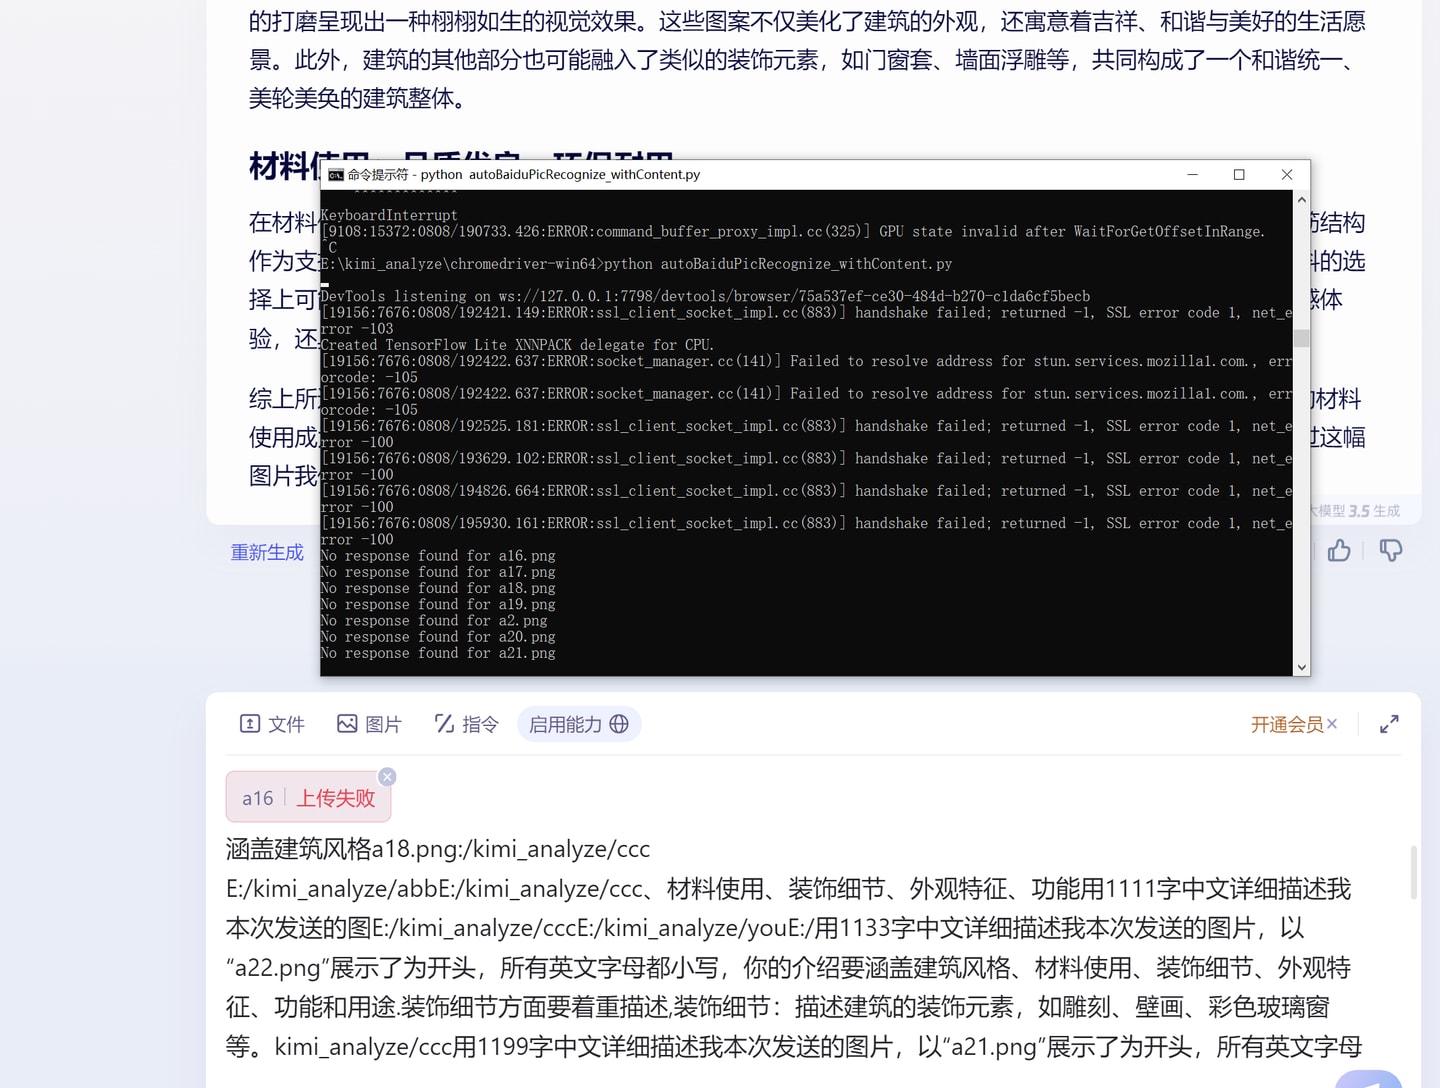 的打磨呈现出一种栩栩如生的视觉效果。这些图案不仅美化了建筑的外观，还寓意着吉祥、和谐与美好的生活愿
景。此外，建筑的其他部分也可能融入了类似的装饰元素，如门窗套、墙面浮雕等，共同构成了一个和谐统一、
美轮美奂的建筑整体。
命令提示符 - python autoBaiduPicRecognize_withContent.py
KeyboardInterrupt
[9108:15372:0808/190733.426:ERROR:command_buffer_proxy_impl.cc(325)] GPU state invalid after WaitForGetOffsetInRange.
^C
E:\kimi_analyze\chromedriver-win64>python autoBaiduPicRecognize_withContent.py
DevTools listening on ws://127.0.0.1:7798/devtools/browser/75a537ef-ce30-484d-b270-c1da6cf5becb
[19156:7676:0808/192421.149:ERROR:ssl_client_socket_impl.cc(883)] handshake failed; returned -1, SSL error code 1, net_e
rror -103
Created TensorFlow Lite XNNPACK delegate for CPU.
[19156:7676:0808/192422.637:ERROR:socket_manager.cc(141)] Failed to resolve address for stun.services.mozilla1.com., err
orcode: -105
[19156:7676:0808/192422.637:ERROR:socket_manager.cc(141)] Failed to resolve address for stun.services.mozilla1.com., err
orcode: -105
[19156:7676:0808/192525.181:ERROR:ssl_client_socket_impl.cc(883)] handshake failed; returned -1, SSL error code 1, net_e
rror -100
[19156:7676:0808/193629.102:ERROR:ssl_client_socket_impl.cc(883)] handshake failed; returned -1, SSL error code 1, net_e
rror -100
[19156:7676:0808/194826.664:ERROR:ssl_client_socket_impl.cc(883)] handshake failed; returned -1, SSL error code 1, net_e
rror -100
[19156:7676:0808/195930.161:ERROR:ssl_client_socket_impl.cc(883)] handshake failed; returned -1, SSL error code 1, net_e
rror -100
No response found for a16.png
No response found for a17.png
No response found for a18.png
No response found for a19.png
No response found for a2.png
No response found for a20.png
No response found for a21.png
在材料 结构
作为支 的选
择上可 感体
验，还
综上所 材料
使用成 过这幅
图片我
大模型 3.5 生成
重新生成
文件 图片 指令 启用能力 开通会员×
a16 上传失败
涵盖建筑风格a18.png:/kimi_analyze/ccc
E:/kimi_analyze/abbE:/kimi_analyze/ccc、材料使用、装饰细节、外观特征、功能用1111字中文详细描述我
本次发送的图E:/kimi_analyze/cccE:/kimi_analyze/youE:/用1133字中文详细描述我本次发送的图片，以
“a22.png”展示了为开头，所有英文字母都小写，你的介绍要涵盖建筑风格、材料使用、装饰细节、外观特
征、功能和用途.装饰细节方面要着重描述,装饰细节：描述建筑的装饰元素，如雕刻、壁画、彩色玻璃窗
等。kimi_analyze/ccc用1199字中文详细描述我本次发送的图片，以“a21.png”展示了为开头，所有英文字母